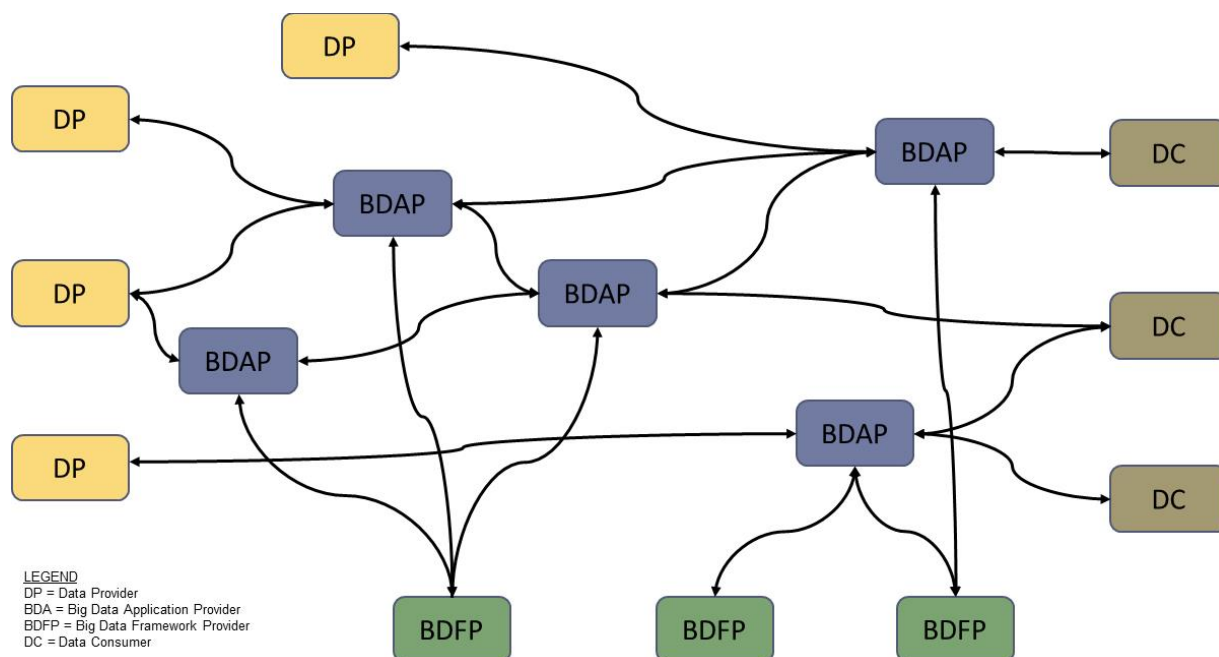 DP
DP
BDAP
DC
BDAP
DP
BDAP
DC
BDAP
BDAP
DP
DC
LEGEND
DP = Data Provider
BDA = Big Data Application Provider
BDFP = Big Data Framework Provider
DC = Data Consumer
BDFP
BDFP
BDFP